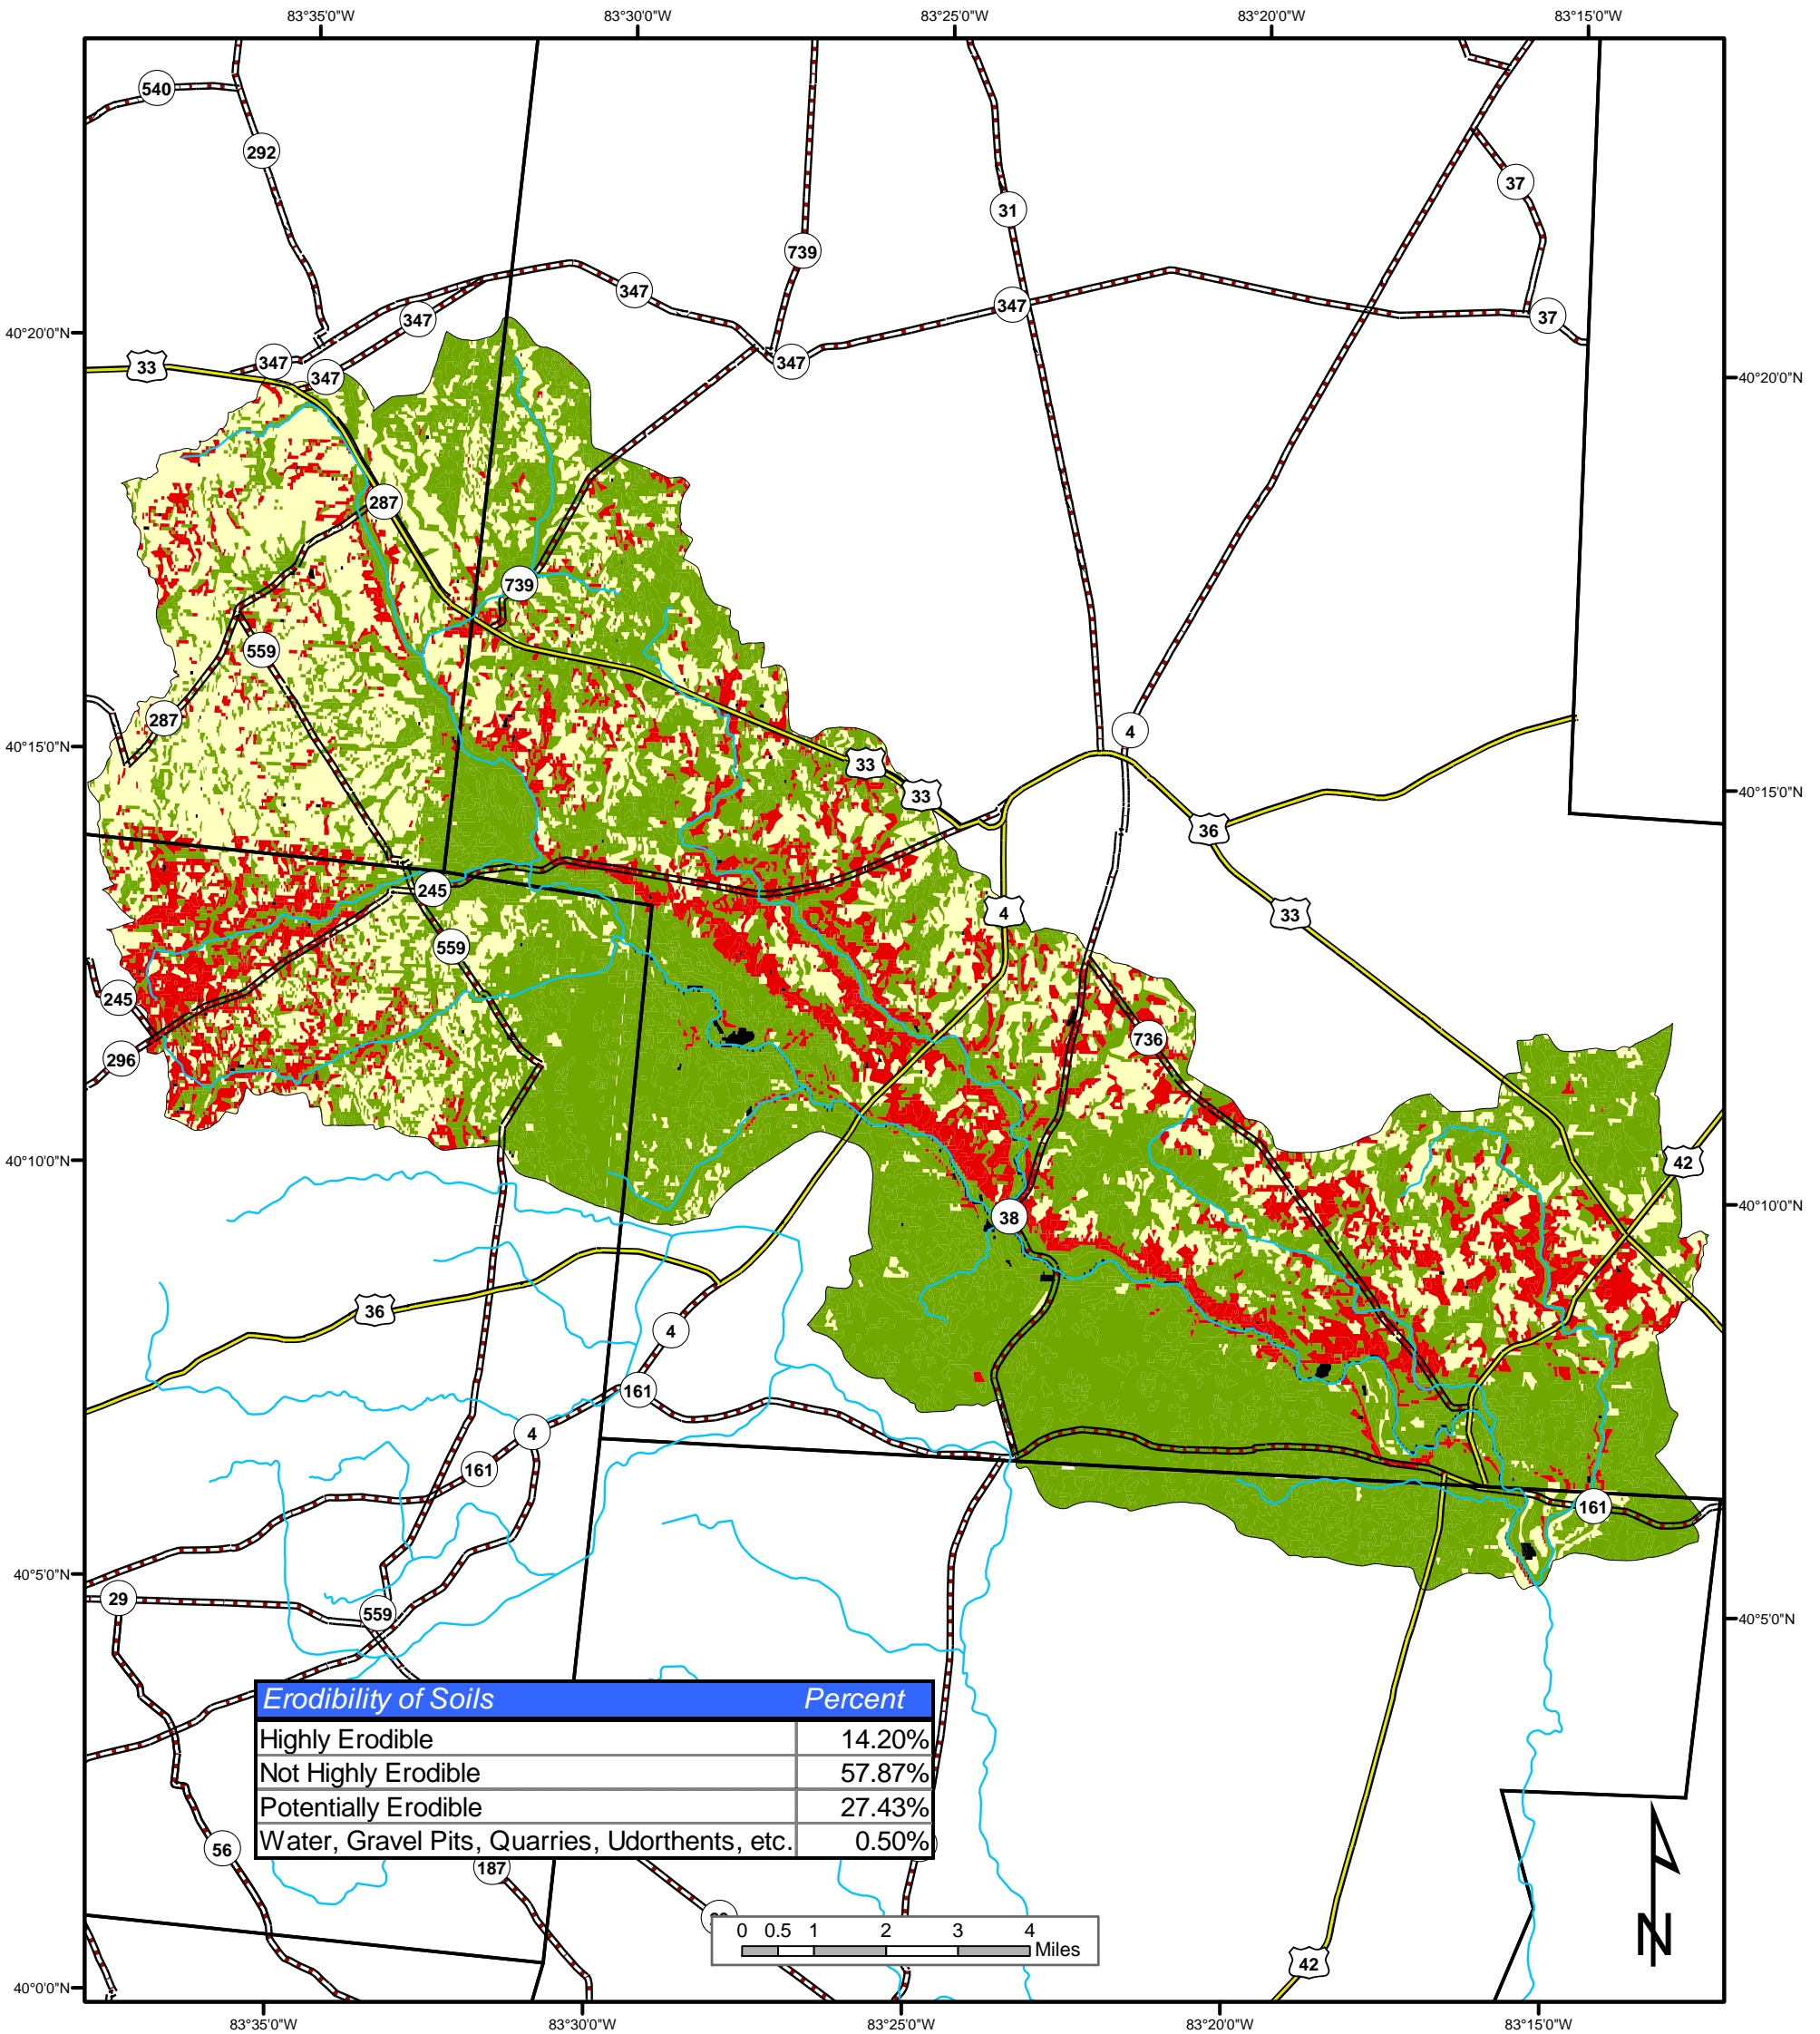 83°35'0"W 83°30'0"W 83°25'0"W 83°20'0"W 83°15'0"W
540
292
37
31
739
347
347 347 37
40°20'0"N
33 347 347 347
40°20'0"N
287
739
559
287
4
40°15'0"N
33
33
40°15'0"N
36
245
4 33
559
245
736
296
40°10'0"N
42
40°10'0"N
38
36
4
161
4
161
161
40°5'0"N
29
559
40°5'0"N
Erodibility of Soils Percent
Highly Erodible 14.20%
Not Highly Erodible 57.87%
Potentially Erodible 27.43%
Water, Gravel Pits, Quarries, Udorthents, etc. 0.50%
56
187
0 0.5 1 2 3 4
Miles
N
42
40°0'0"N
83°35'0"W 83°30'0"W 83°25'0"W 83°20'0"W 83°15'0"W